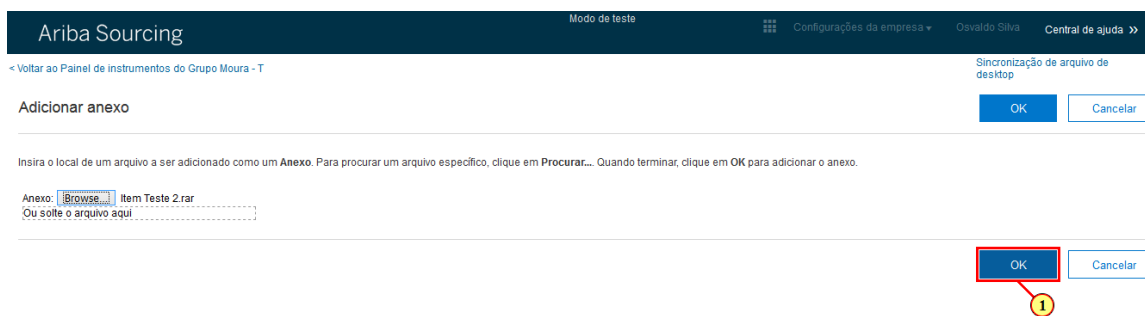 Ariba Sourcing
Modo de teste
Configurações da empresa ▾
Osvaldo Silva
Central de ajuda »
< Voltar ao Painel de instrumentos do Grupo Moura - T
Sincronização de arquivo de
desktop
Adicionar anexo
OK
Cancelar
Insira o local de um arquivo a ser adicionado como um Anexo. Para procurar um arquivo específico, clique em Procurar.... Quando terminar, clique em OK para adicionar o anexo.
Anexo: Browse... Item Teste 2.rar
Ou solte o arquivo aqui
OK
Cancelar
1